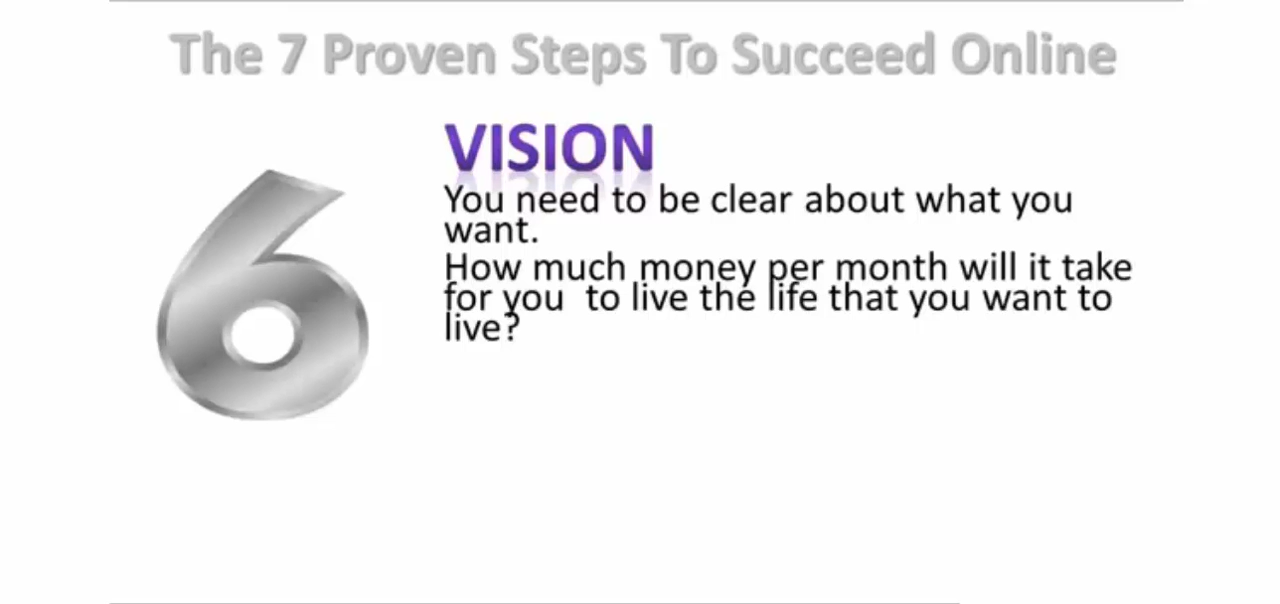 The 7 Proven Steps To Succeed Online
VISION
You need to be clear about what you
want.
How much money per month will it take
for you  to live the life that you want to
live?
6